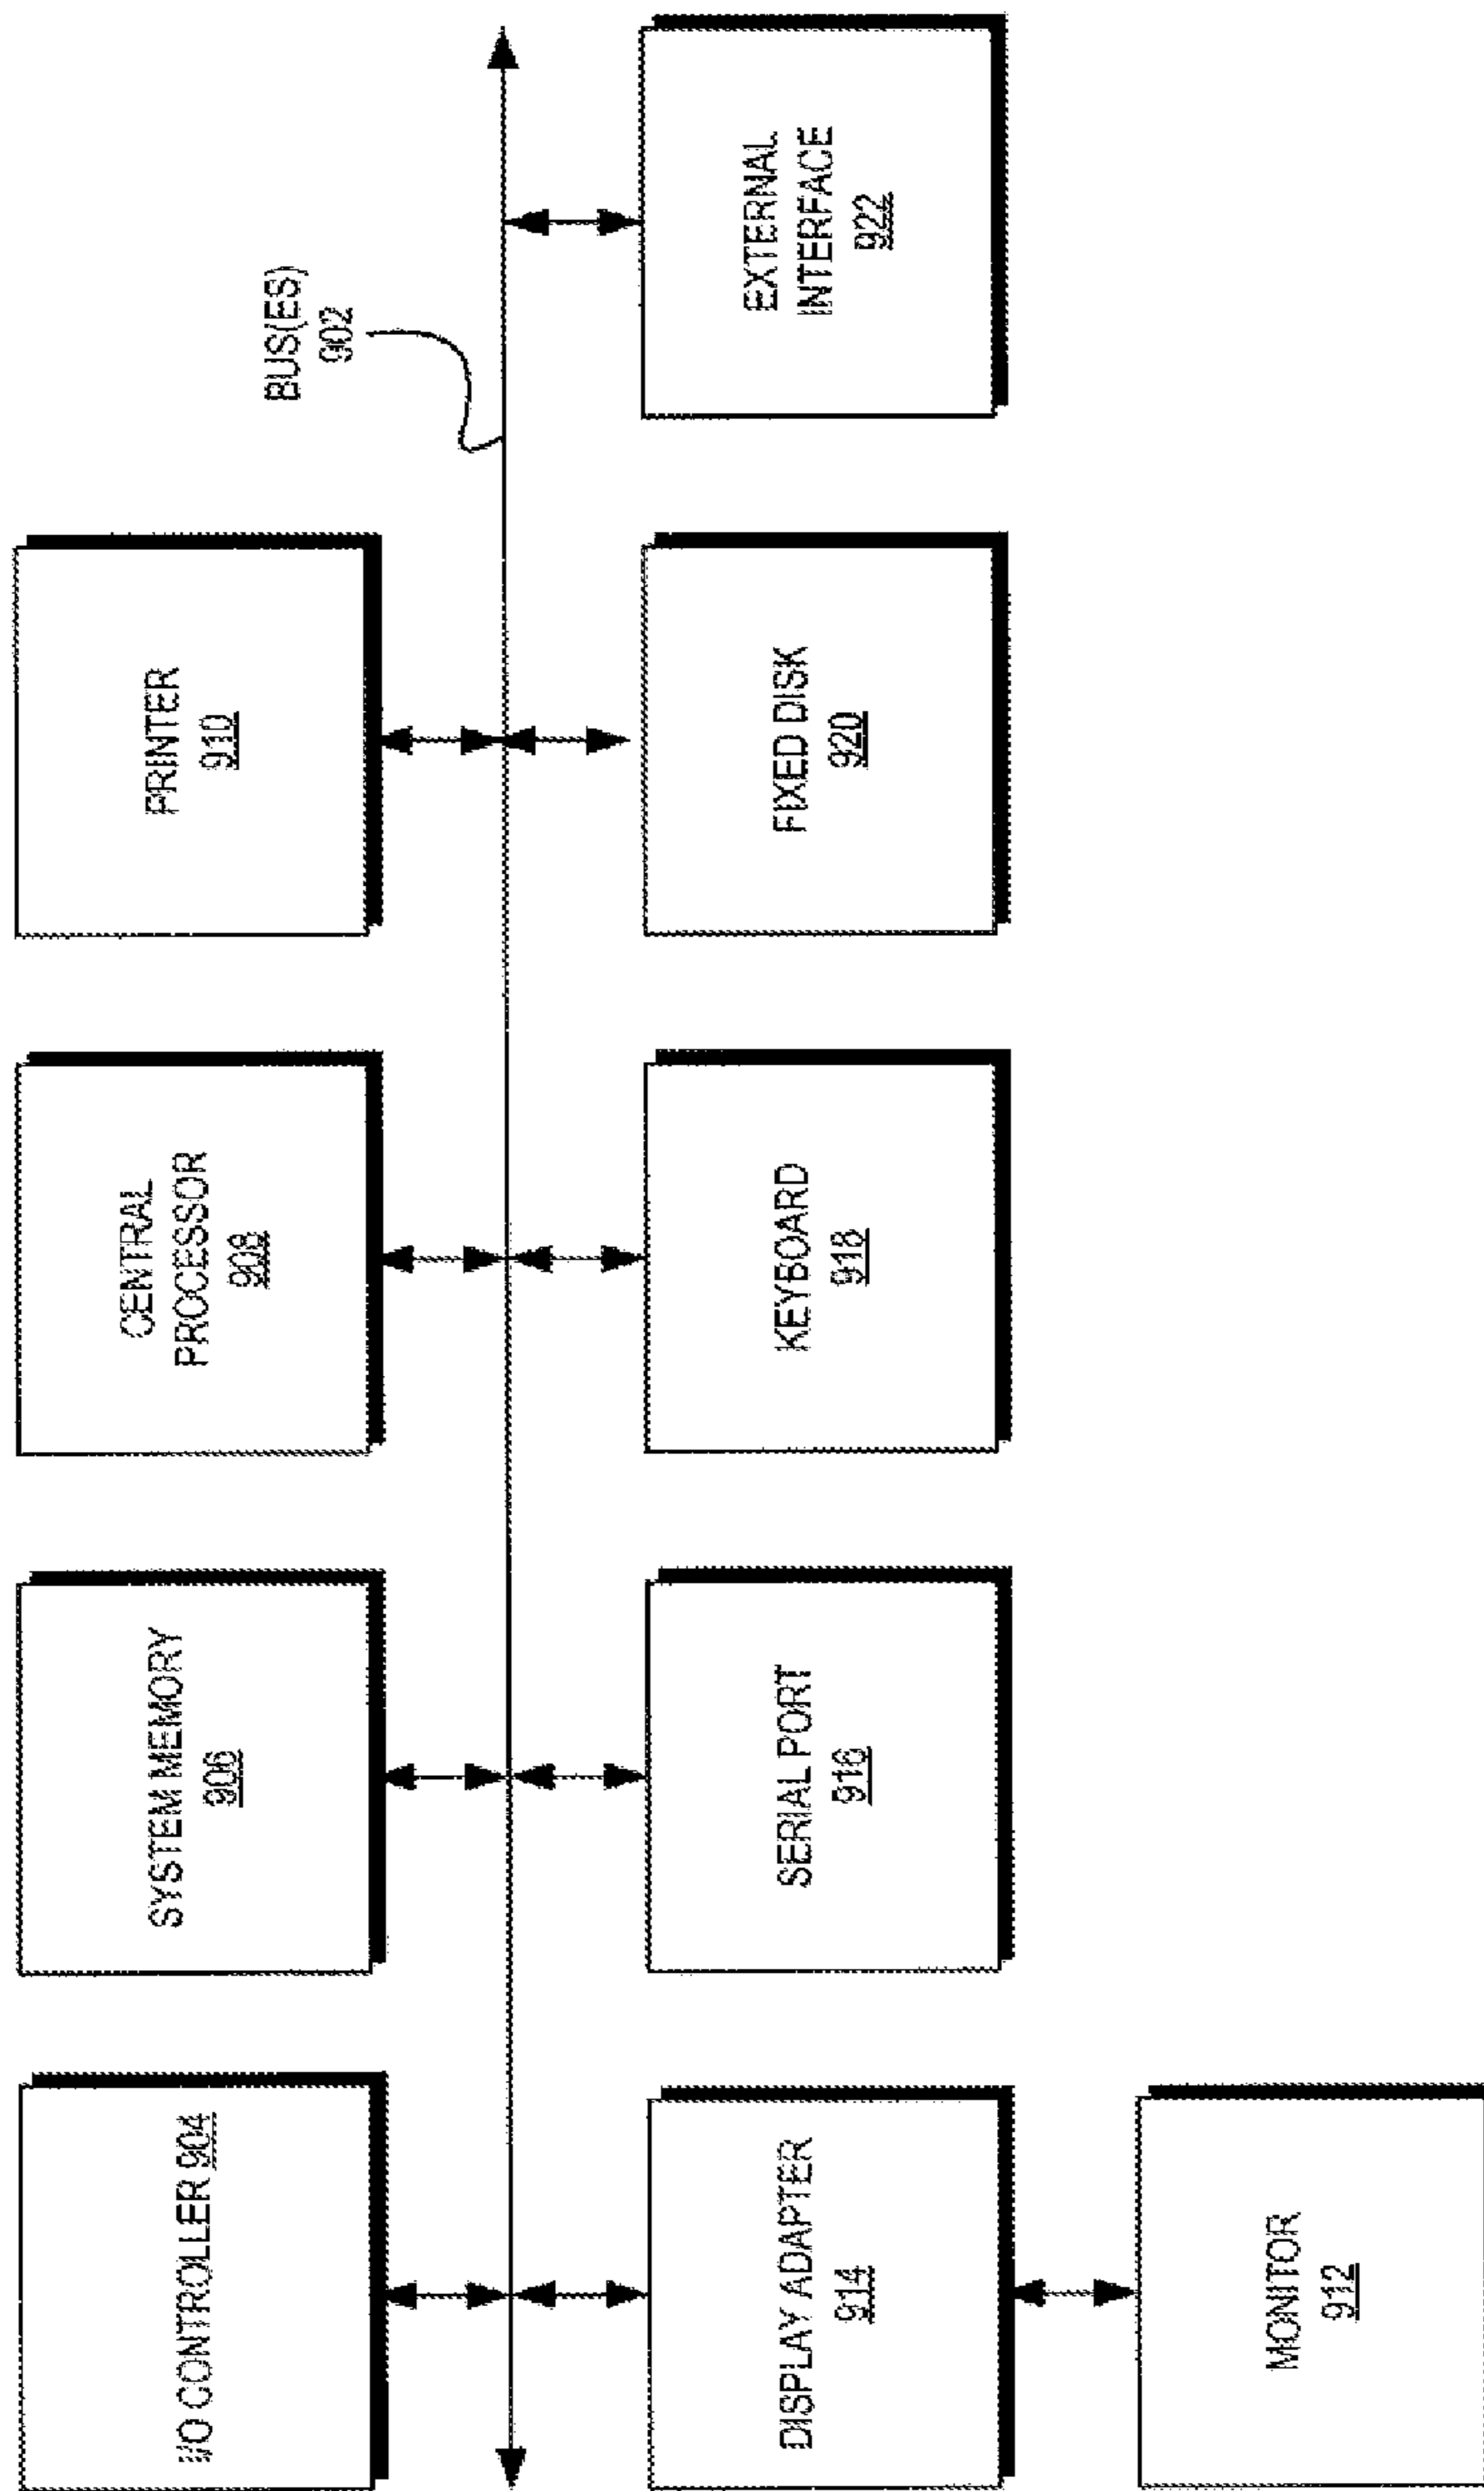 I/O CONTROLLER 904
SYSTEM MEMORY
906
CENTRAL
PROCESSOR
908
PRINTER
910
BUS(ES)
902
DISPLAY ADAPTER
914
SERIAL PORT
916
KEYBOARD
918
FIXED DISK
920
EXTERNAL
INTERFACE
922
MONITOR
912